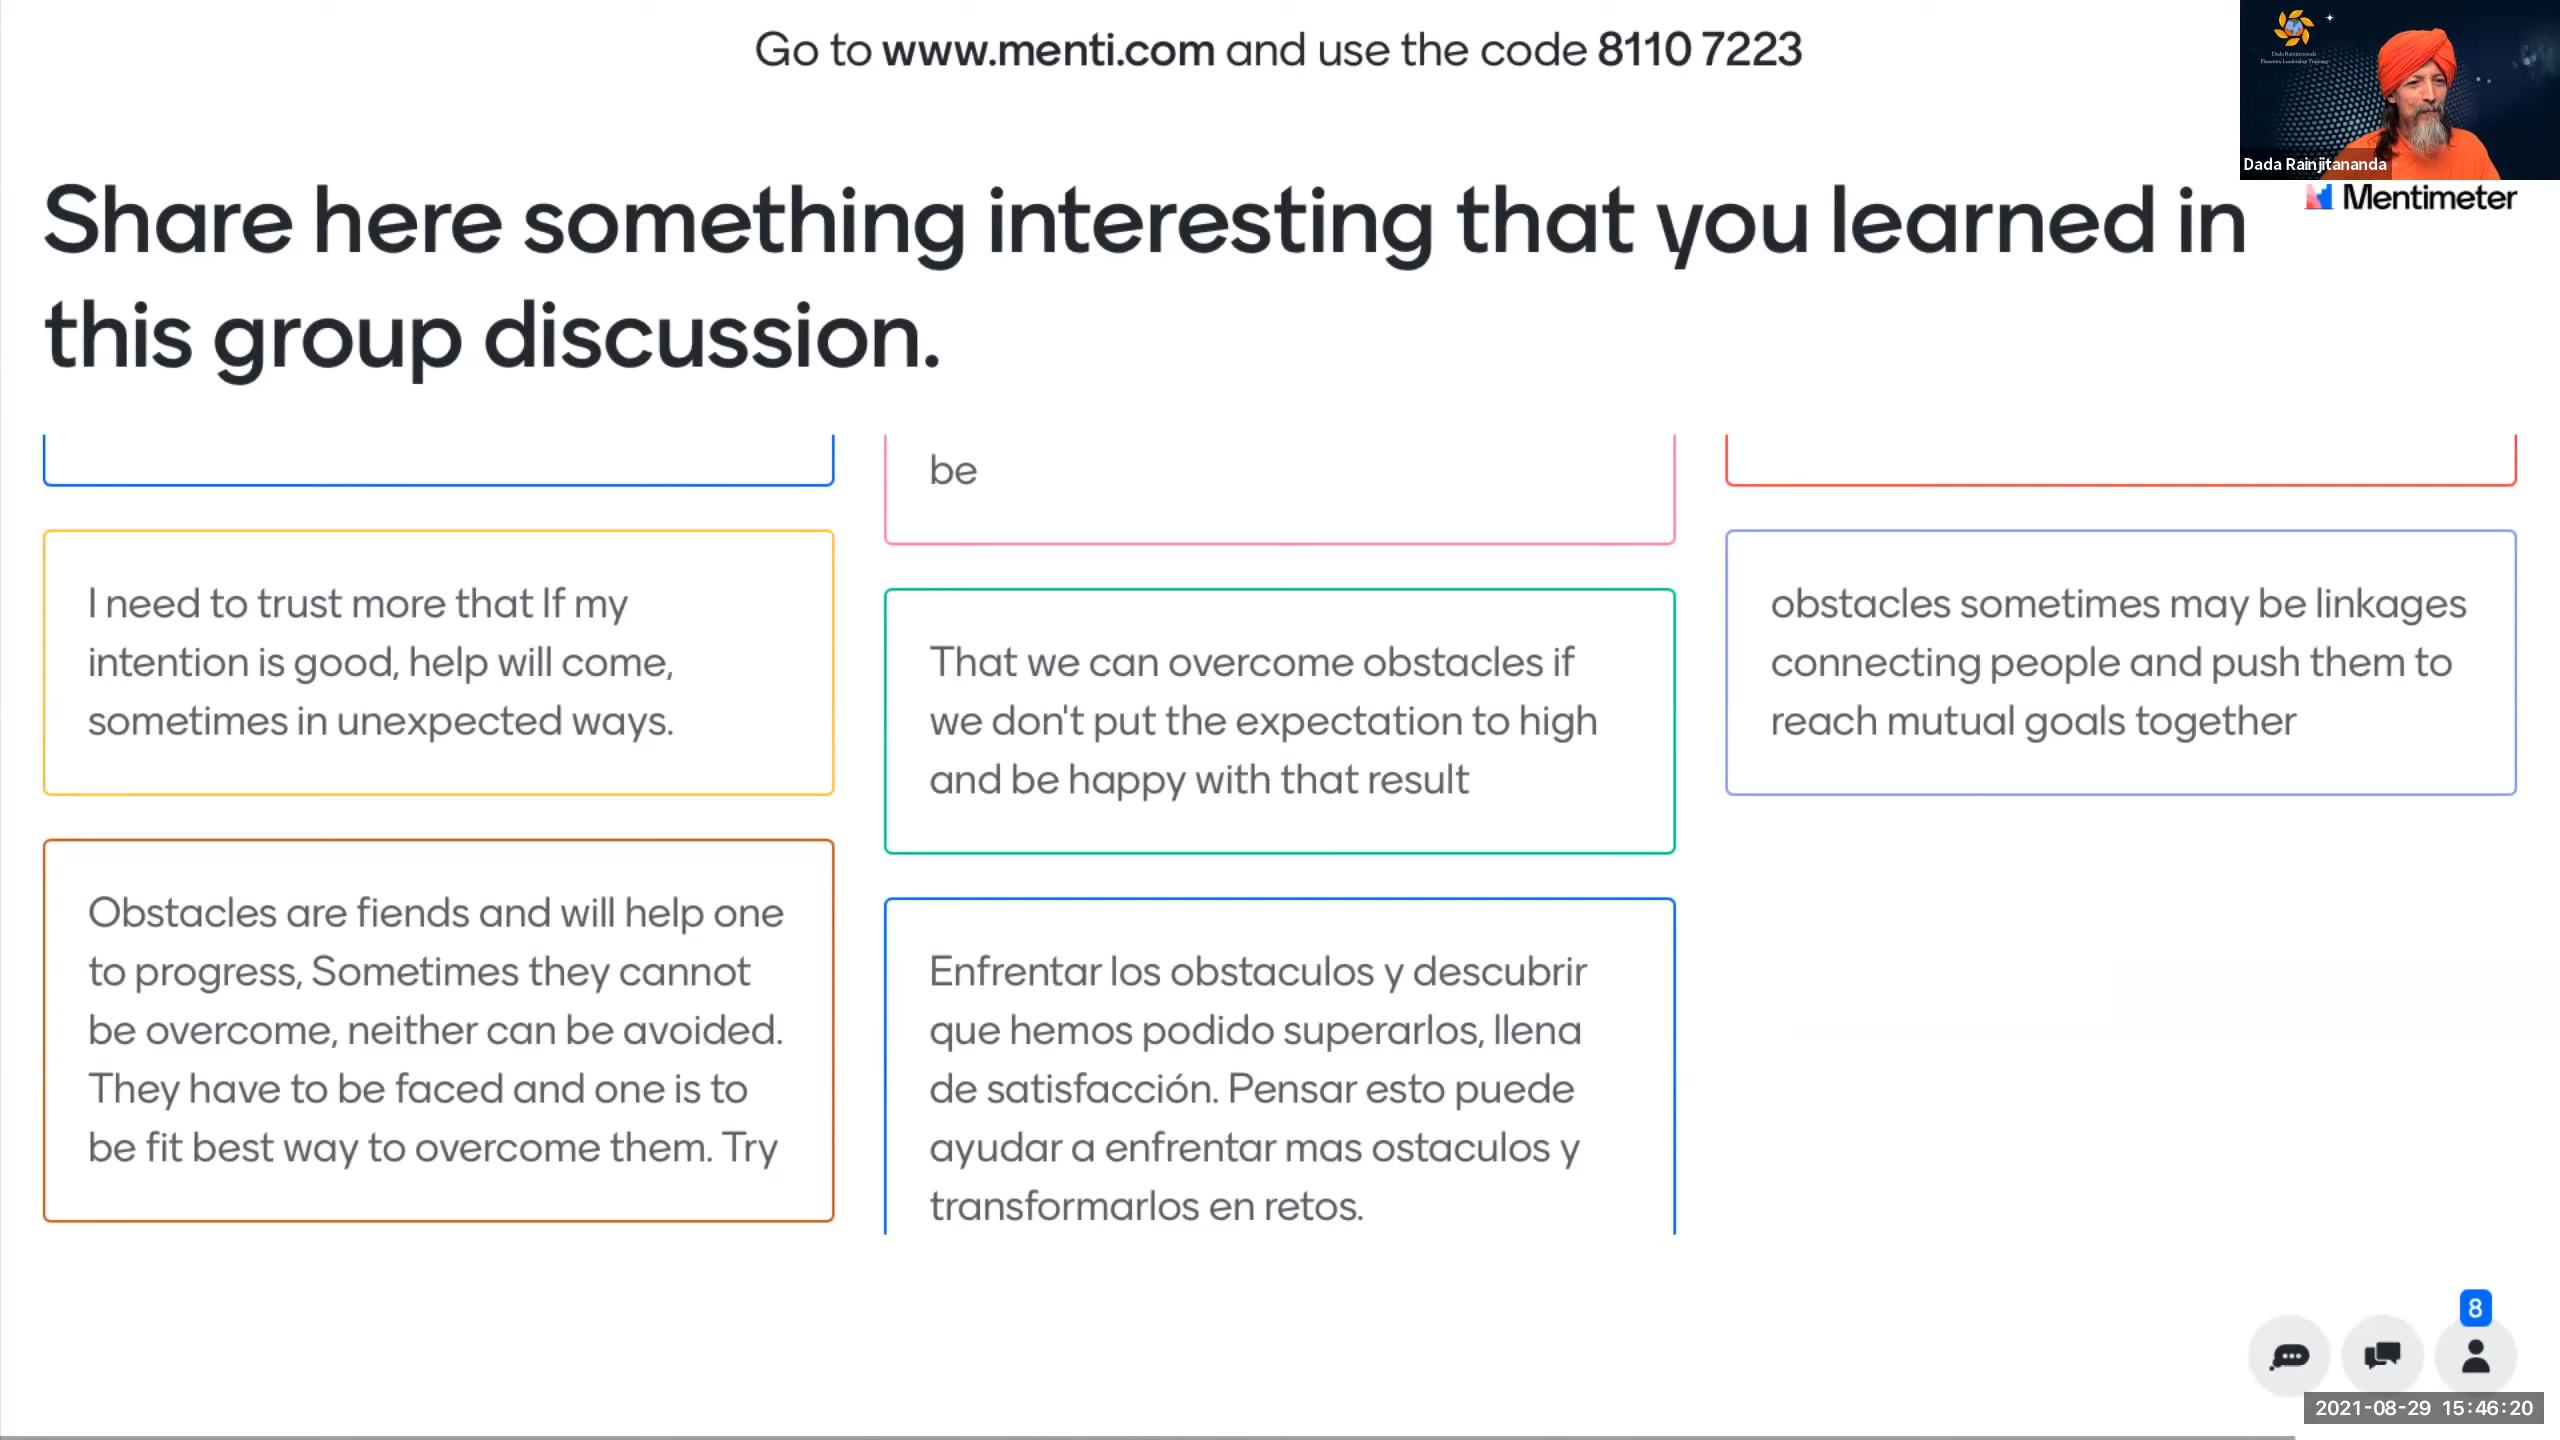 Go to www.menti.com and use the code 8110 7223
Dada Rainjitananda
Planetary Leadership Training
Dada Rainjitananda
Mentimeter
Share here something interesting that you learned in
this group discussion.
be
I need to trust more that If my
intention is good, help will come,
sometimes in unexpected ways.
Obstacles are fiends and will help one
to progress, Sometimes they cannot
be overcome, neither can be avoided.
They have to be faced and one is to
be fit best way to overcome them. Try
That we can overcome obstacles if
we don't put the expectation to high
and be happy with that result
Enfrentar los obstaculos y descubrir
que hemos podido superarlos, llena
de satisfacción. Pensar esto puede
ayudar a enfrentar mas ostaculos y
transformarlos en retos.
obstacles sometimes may be linkages
connecting people and push them to
reach mutual goals together
8
2021-08-29 15:46:20